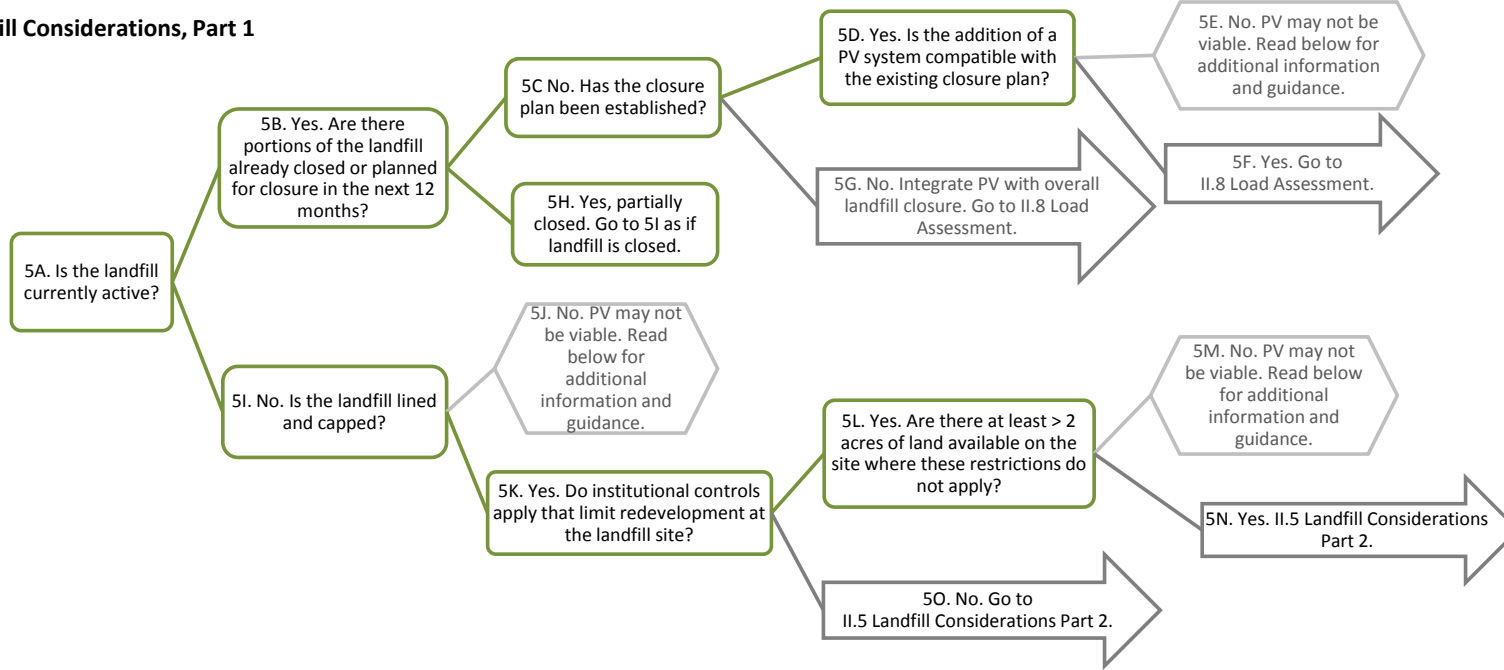 ill Considerations, Part 1
5A. Is the landfill
currently active?
5B. Yes. Are there
portions of the landfill
already closed or planned
for closure in the next 12
months?
5C No. Has the closure
plan been established?
5D. Yes. Is the addition of a
PV system compatible with
the existing closure plan?
5E. No. PV may not be
viable. Read below for
additional information
and guidance.
5F. Yes. Go to
II.8 Load Assessment.
5G. No. Integrate PV with overall
landfill closure. Go to II.8 Load
Assessment.
5H. Yes, partially
closed. Go to 5I as if
landfill is closed.
5I. No. Is the landfill lined
and capped?
5J. No. PV may not
be viable. Read
below for
additional
information and
guidance.
5K. Yes. Do institutional controls
apply that limit redevelopment at
the landfill site?
5L. Yes. Are there at least > 2
acres of land available on the
site where these restrictions do
not apply?
5M. No. PV may not
be viable. Read below
for additional
information and
guidance.
5N. Yes. II.5 Landfill Considerations
Part 2.
5O. No. Go to
II.5 Landfill Considerations Part 2.